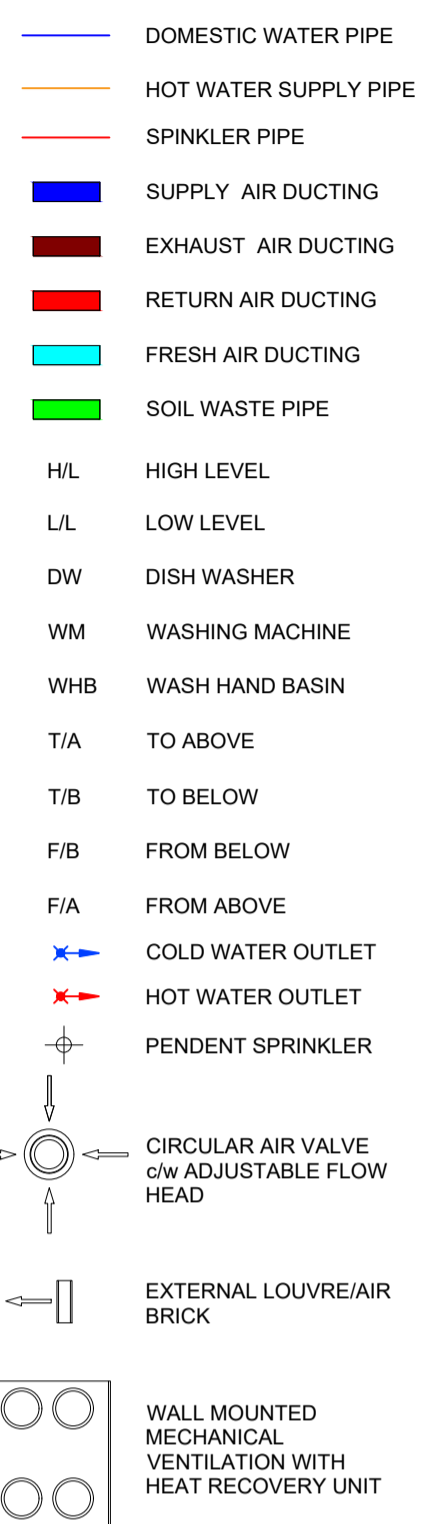 DOMESTIC WATER PIPE
HOT WATER SUPPLY PIPE
SPINKLER PIPE
SUPPLY AIR DUCTING
EXHAUST AIR DUCTING
RETURN AIR DUCTING
FRESH AIR DUCTING
SOIL WASTE PIPE
H/L HIGH LEVEL
L/L LOW LEVEL
DW DISH WASHER
WM WASHING MACHINE
WHB WASH HAND BASIN
T/A TO ABOVE
T/B TO BELOW
F/B FROM BELOW
F/A FROM ABOVE
COLD WATER OUTLET
HOT WATER OUTLET
PENDENT SPRINKLER
CIRCULAR AIR VALVE
c/w ADJUSTABLE FLOW
HEAD
EXTERNAL LOUVRE/AIR
BRICK
WALL MOUNTED
MECHANICAL
VENTILATION WITH
HEAT RECOVERY UNIT